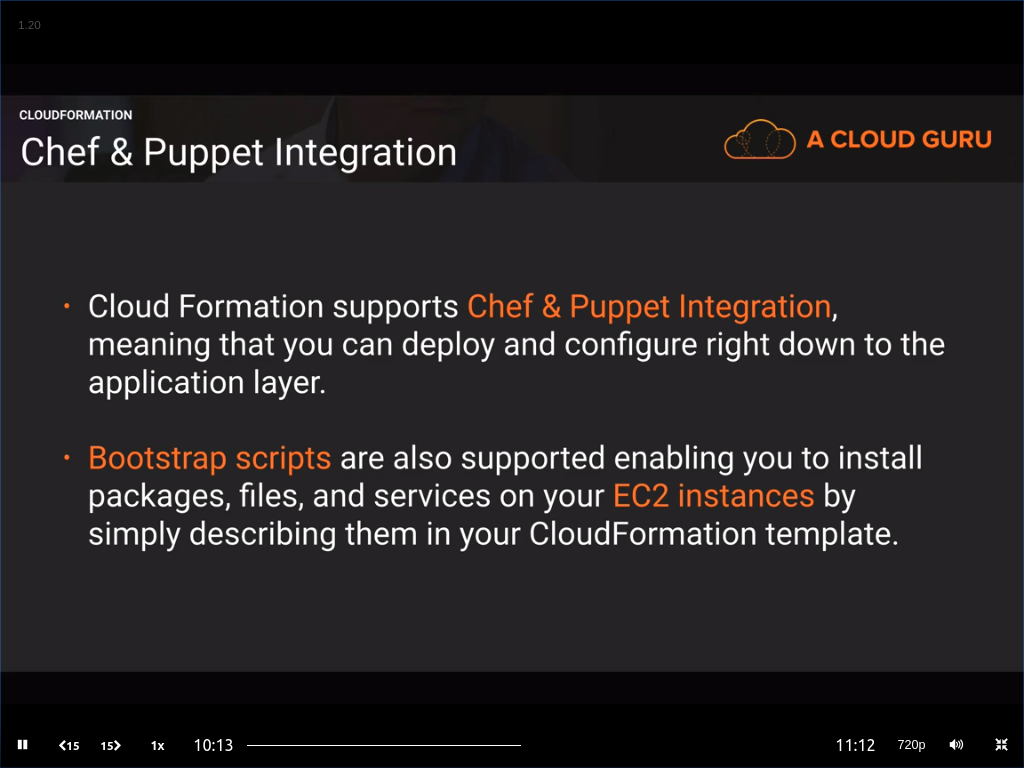 1.20
CLOUDFORMATION
Chef & Puppet Integration
A CLOUD GURU
• Cloud Formation supports Chef & Puppet Integration,
meaning that you can deploy and configure right down to the
application layer.
• Bootstrap scripts are also supported enabling you to install
packages, files, and services on your EC2 instances by
simply describing them in your CloudFormation template.
15 15 1x 10:13 11:12 720p